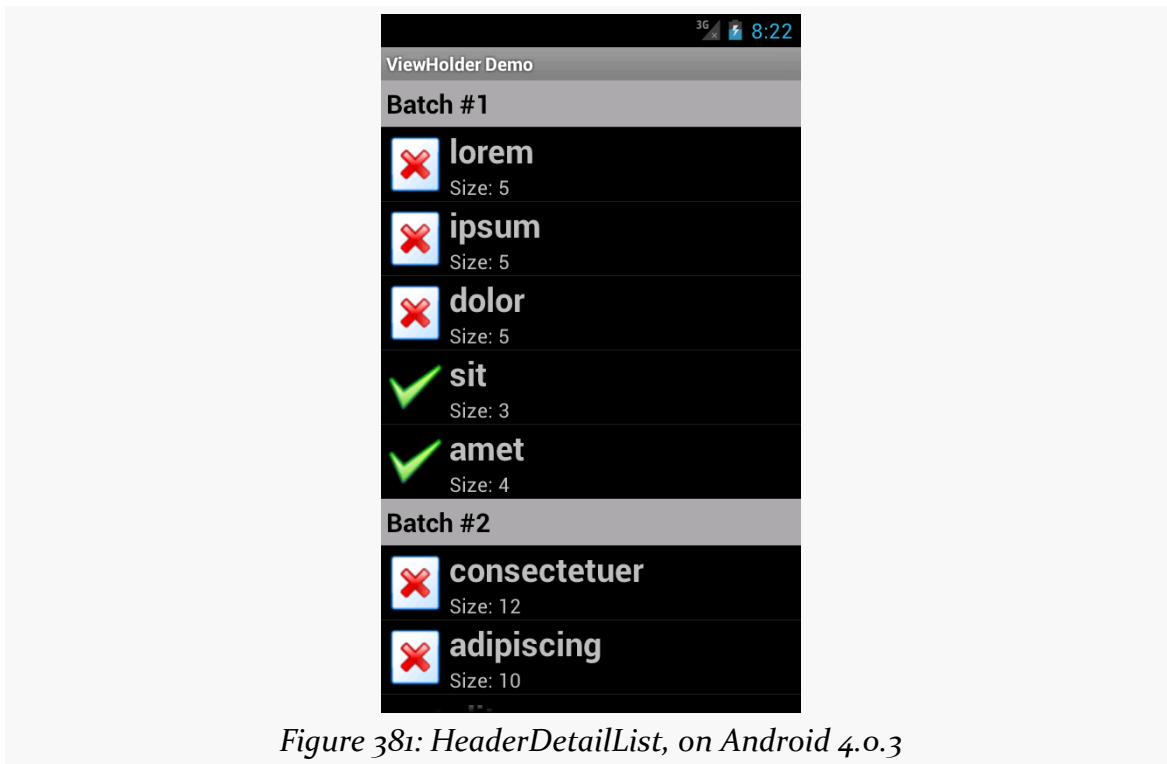 3G 8:22
ViewHolder Demo
Batch #1
lorem
Size: 5
ipsum
Size: 5
dolor
Size: 5
sit
Size: 3
amet
Size: 4
Batch #2
consectetuer
Size: 12
adipiscing
Size: 10
Figure 381: HeaderDetailList, on Android 4.0.3